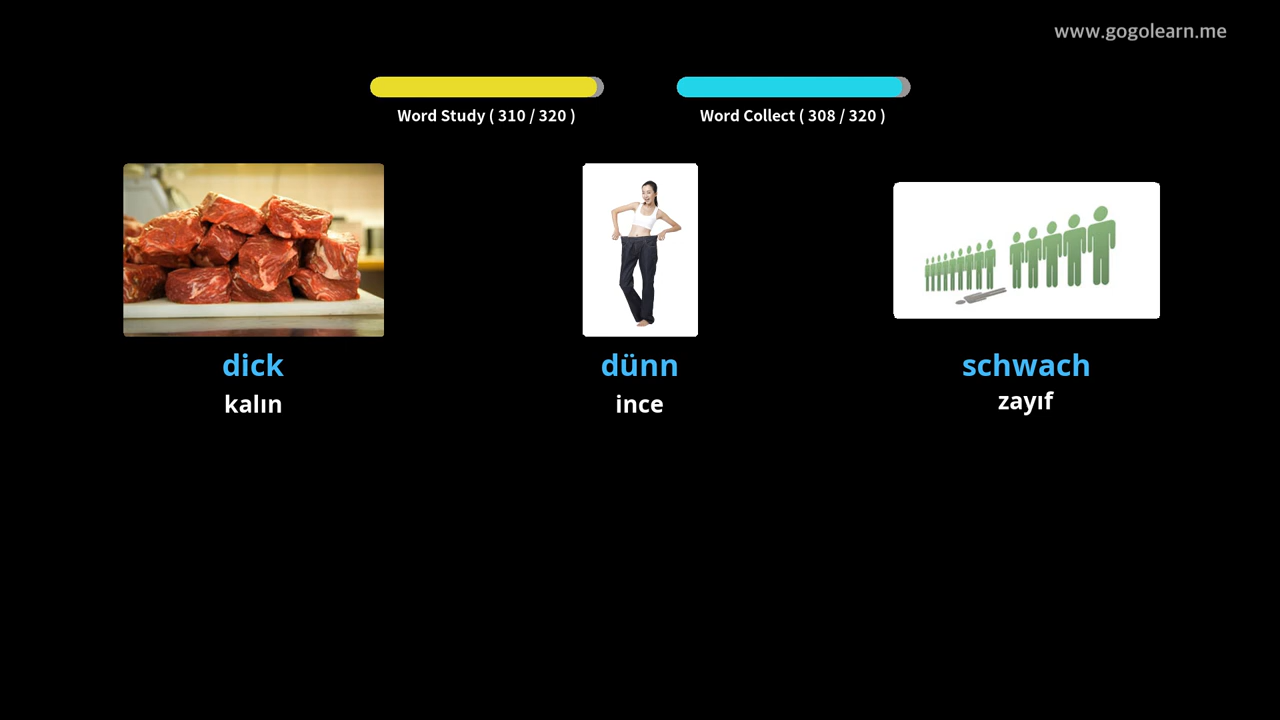 www.gogolearn.me
Word Study ( 310 / 320 )
Word Collect ( 308 / 320 )
dick
kalın
dünn
ince
schwach
zayıf